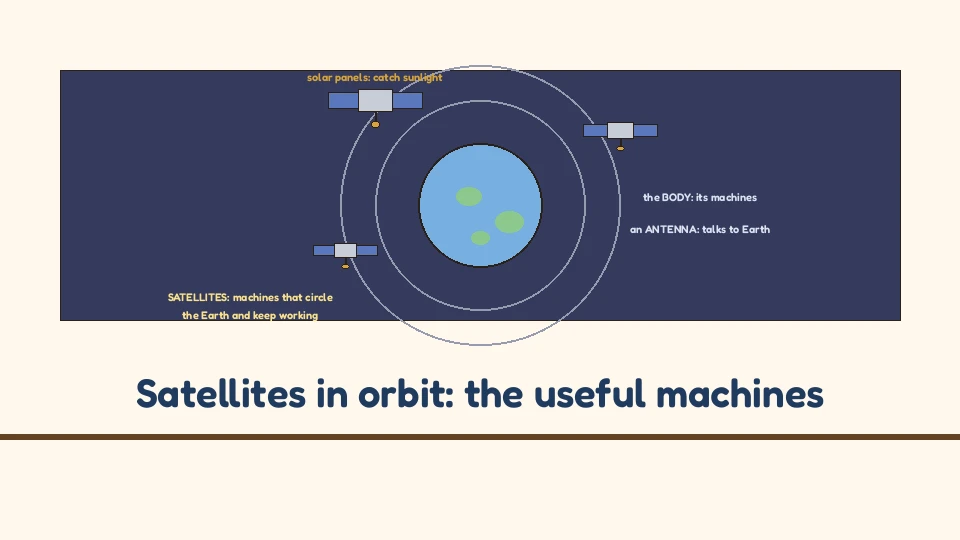 solar panels: catch sunlight
the BODY: its machines
an ANTENNA: talks to Earth
SATELLITES: machines that circle
the Earth and keep working
Satellites in orbit: the useful machines